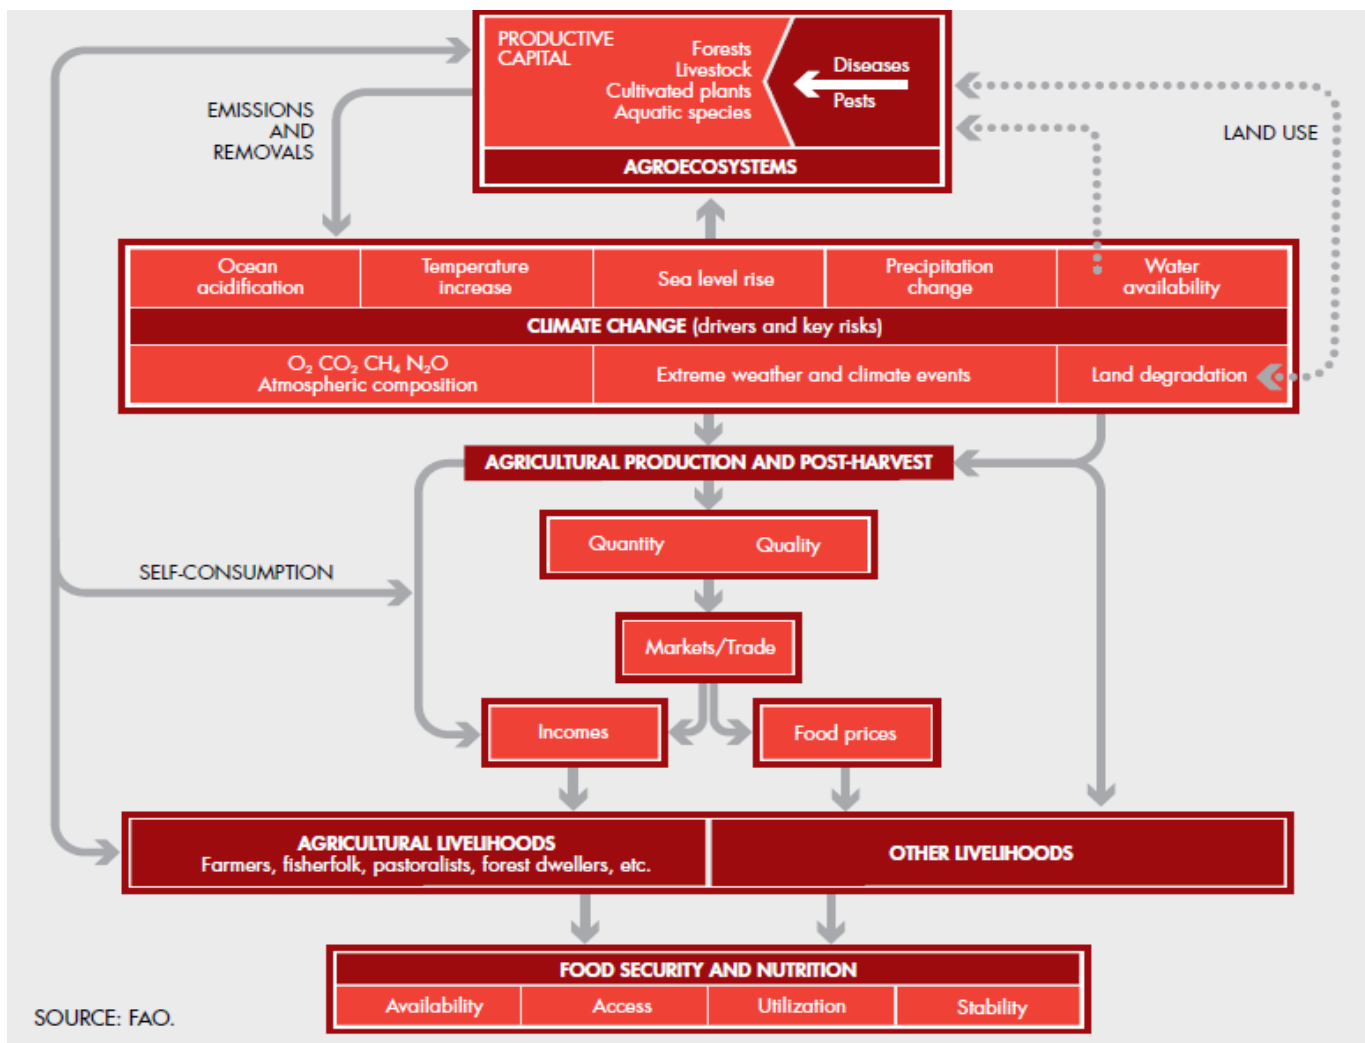 PRODUCTIVE
CAPITAL
Forests
Livestock
Cultivated plants
Aquatic species
Diseases
Pests
AGROECOSYSTEMS
EMISSIONS
AND
REMOVALS
LAND USE
Ocean
acidification
Temperature
increase
Sea level rise
Precipitation
change
Water
availability
CLIMATE CHANGE (drivers and key risks)
O₂ CO₂ CH₄ N₂O
Atmospheric composition
Extreme weather and climate events
Land degradation
AGRICULTURAL PRODUCTION AND POST-HARVEST
Quantity
Quality
SELF-CONSUMPTION
Markets/Trade
Incomes
Food prices
AGRICULTURAL LIVELIHOODS
Farmers, fisherfolk, pastoralists, forest dwellers, etc.
OTHER LIVELIHOODS
FOOD SECURITY AND NUTRITION
Availability
Access
Utilization
Stability
SOURCE: FAO.